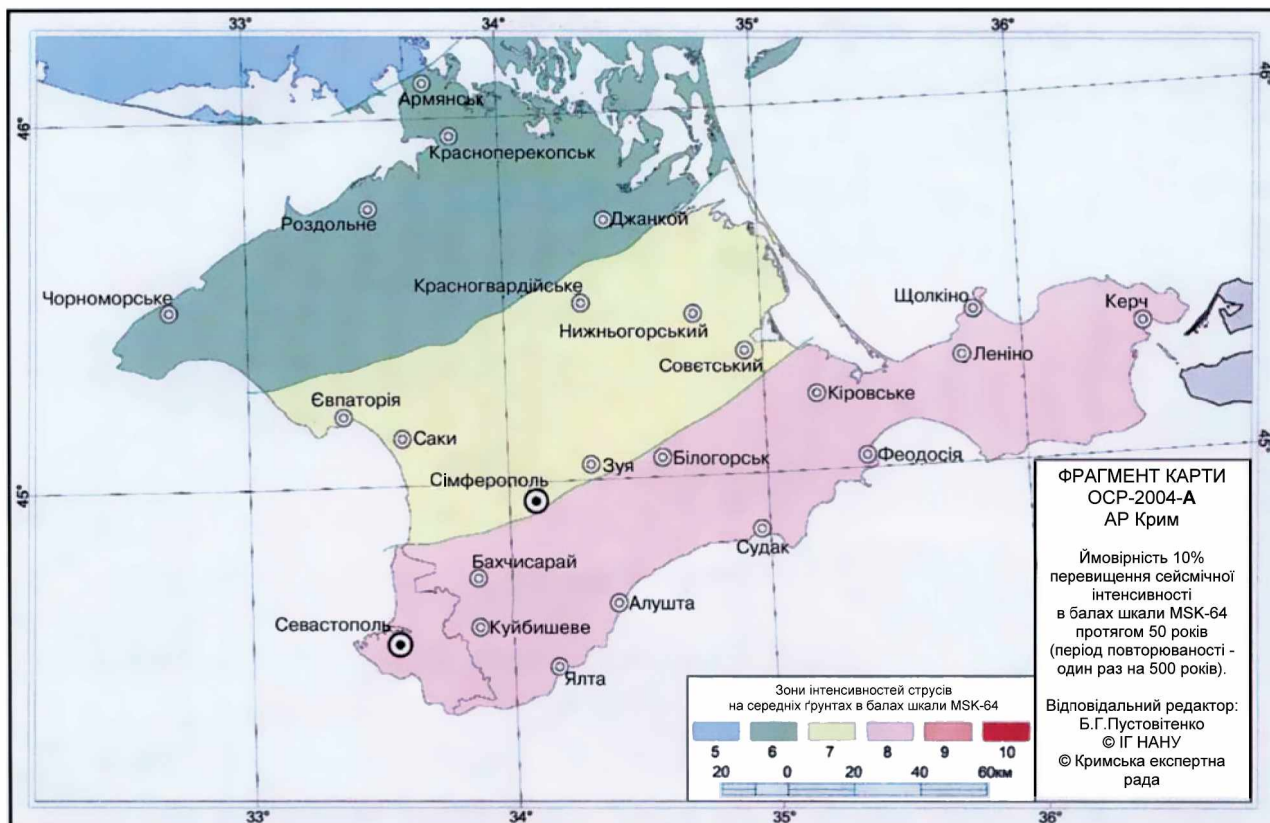 33° 34° 35° 36°
46° 46°
Армянськ
Красноперекопськ
Роздольне
Джанкой
Чорноморське
Красногвардійське
Нижньогорський
Совєтський
Щолкіно
Керч
Леніно
Кіровське
Євпаторія
Саки
Зуя
Білогорськ
Феодосія
Сімферополь
45° 45°
Судак
Бахчисарай
Алушта
Севастополь
Куйбишеве
Ялта
ФРАГМЕНТ КАРТИ
ОСР-2004-А
АР Крим
Ймовірність 10%
перевищення сейсмічної
інтенсивності
в балах шкали MSK-64
протягом 50 років
(період повторюваності -
один раз на 500 років).
Відповідальний редактор:
Б.Г.Пустовітенко
© ІГ НАНУ
© Кримська експертна
рада
Зони інтенсивностей струсів
на середніх ґрунтах в балах шкали MSK-64
5 6 7 8 9 10
20 0 20 40 60км
33° 34° 35° 36°